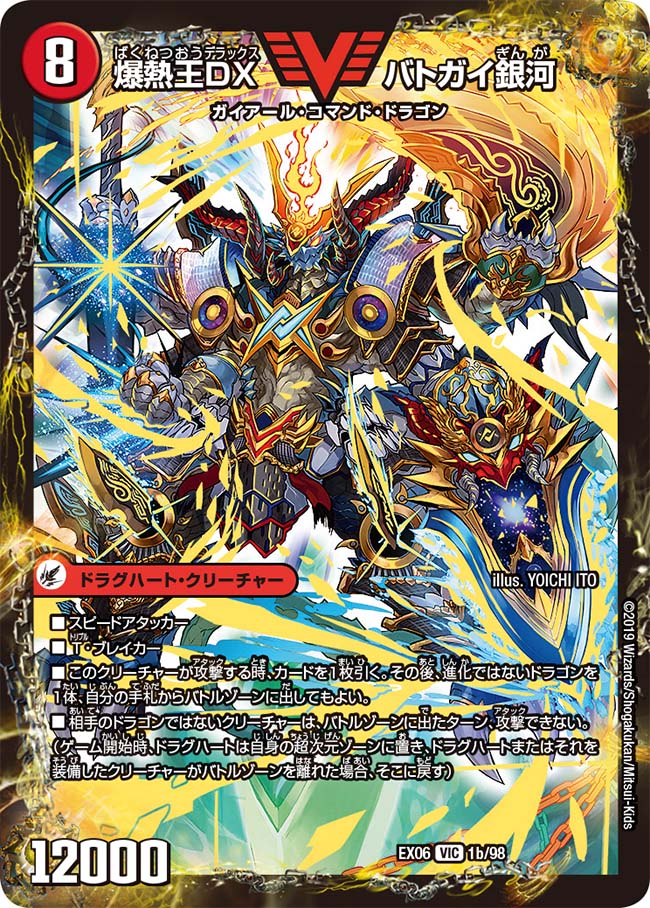 8
ばくねつおうデラックス ぎんが
爆熱王DX バトガイ銀河
ガイアール・コマンド・ドラゴン
ドラグハート・クリーチャー
illus. YOICHI ITO
■スピードアタッカー
■T・ブレイカー
■このクリーチャーが攻撃する時、カードを1枚引く。その後、進化ではないドラゴンを
1体、自分の手札からバトルゾーンに出してもよい。
■相手のドラゴンではないクリーチャーは、バトルゾーンに出たターン、攻撃できない。
(ゲーム開始時、ドラグハートは自身の超次元ゾーンに置き、ドラグハートまたはそれを
装備したクリーチャーがバトルゾーンを離れた場合、そこに戻す)
12000
EX06 VIC 1b/98
©2019 Wizards/Shogakukan/Mitsui-Kids